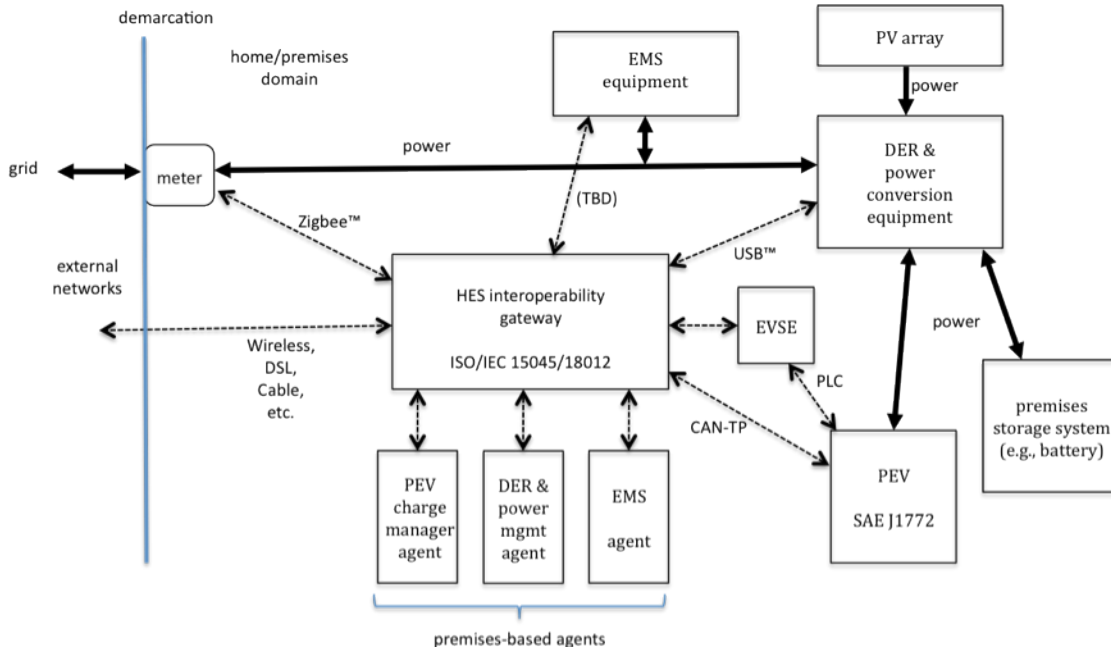 demarcation
home/premises
domain
EMS
equipment
PV array
power
grid
meter
power
DER &
power
conversion
equipment
(TBD)
Zigbee™
USB™
external
networks
HES interoperability
gateway
ISO/IEC 15045/18012
EVSE
power
Wireless,
DSL,
Cable,
etc.
PLC
CAN-TP
premises
storage system
(e.g., battery)
PEV
charge
manager
agent
DER &
power
mgmt
agent
EMS
agent
PEV
SAE J1772
premises-based agents